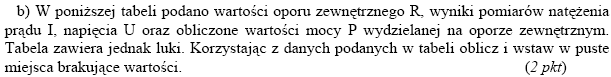 b) W poniższej tabeli podano wartości oporu zewnętrznego R, wyniki pomiarów natężenia
prądu I, napięcia U oraz obliczone wartości mocy P wydzielanej na oporze zewnętrznym.
Tabela zawiera jednak luki. Korzystając z danych podanych w tabeli oblicz i wstaw w puste
miejsca brakujące wartości. (2 pkt)